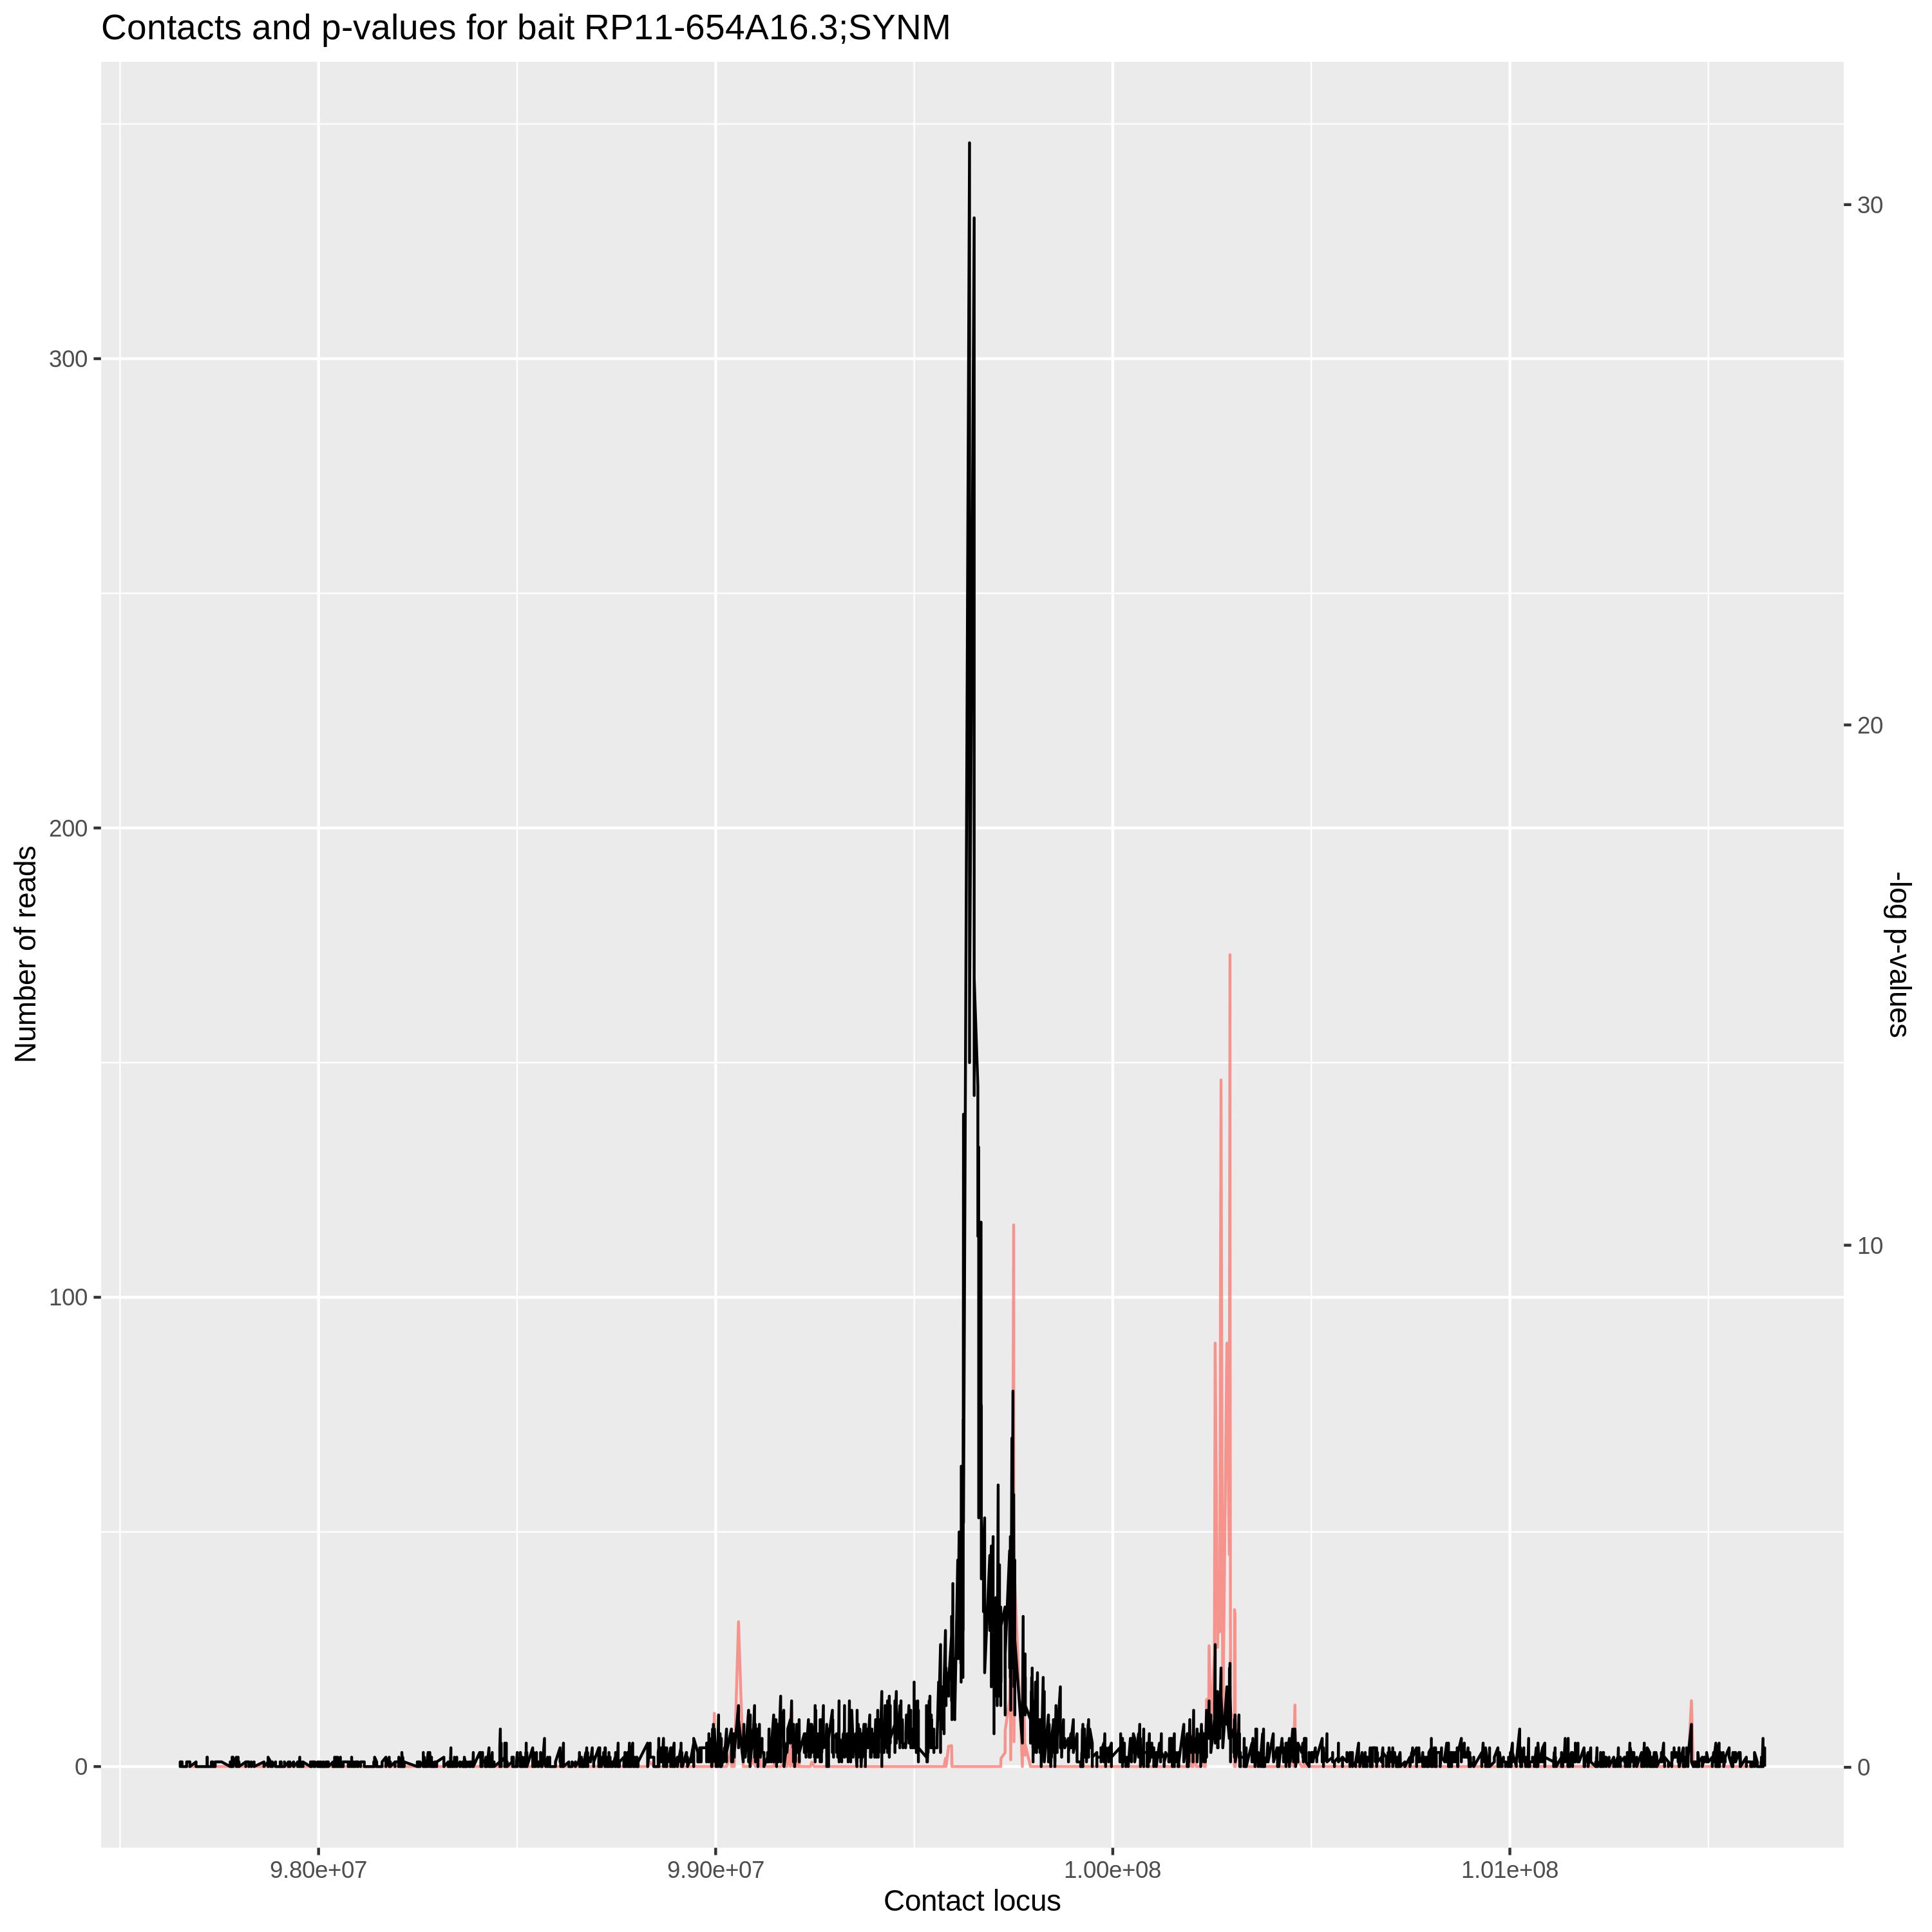 Contacts and p-values for bait RP11-654A16.3;SYNM
300
200
100
0
Number of reads
30
20
10
0
-log p-values
9.80e+07
9.90e+07
1.00e+08
1.01e+08
Contact locus